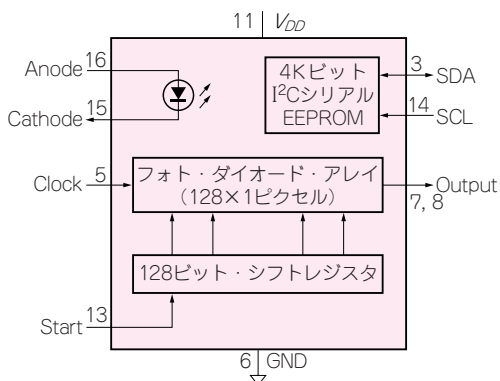 11 VDD
16
Anode
15
Cathode
4Kビット
I²Cシリアル
EEPROM
3
SDA
14
SCL
5
Clock
フォト・ダイオード・アレイ
（128×1ピクセル）
Output
7, 8
128ビット・シフトレジスタ
13
Start
6 GND